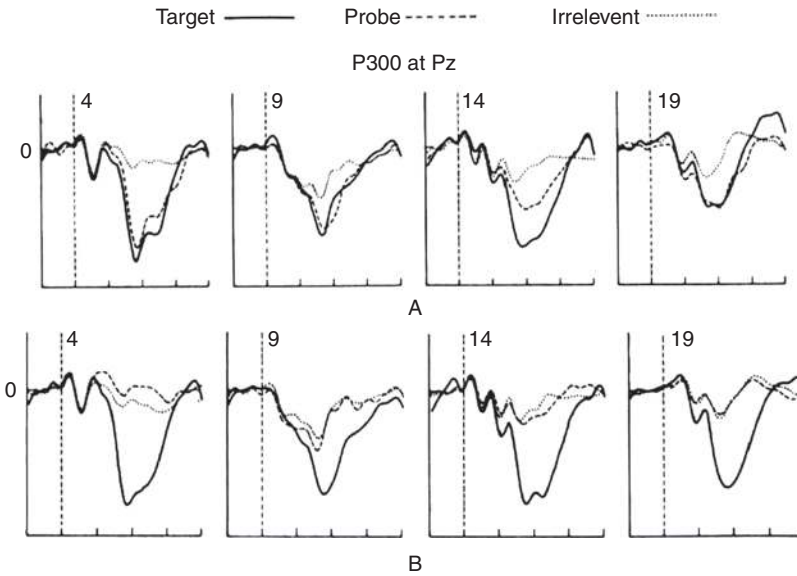 Target Probe Irrelevent
P300 at Pz
4 9 14 19
0
A
4 9 14 19
0
B